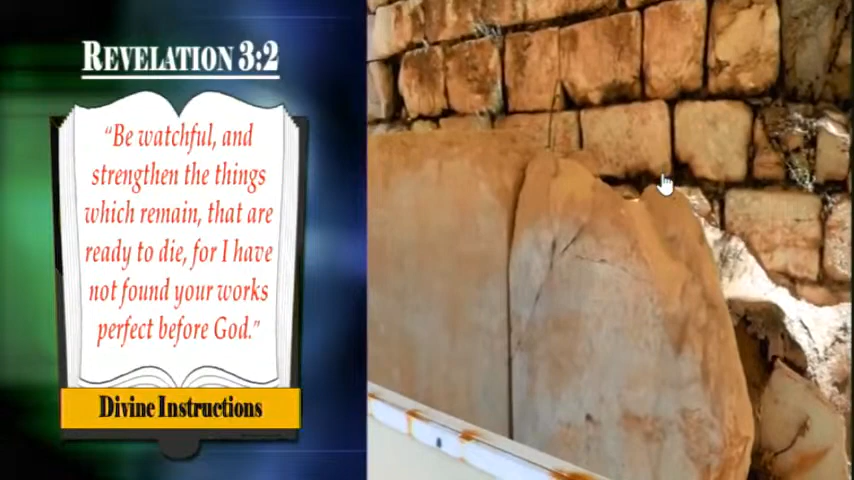 REVELATION 3:2
“Be watchful, and
strengthen the things
which remain, that are
ready to die, for I have
not found your works
perfect before God.”
Divine Instructions